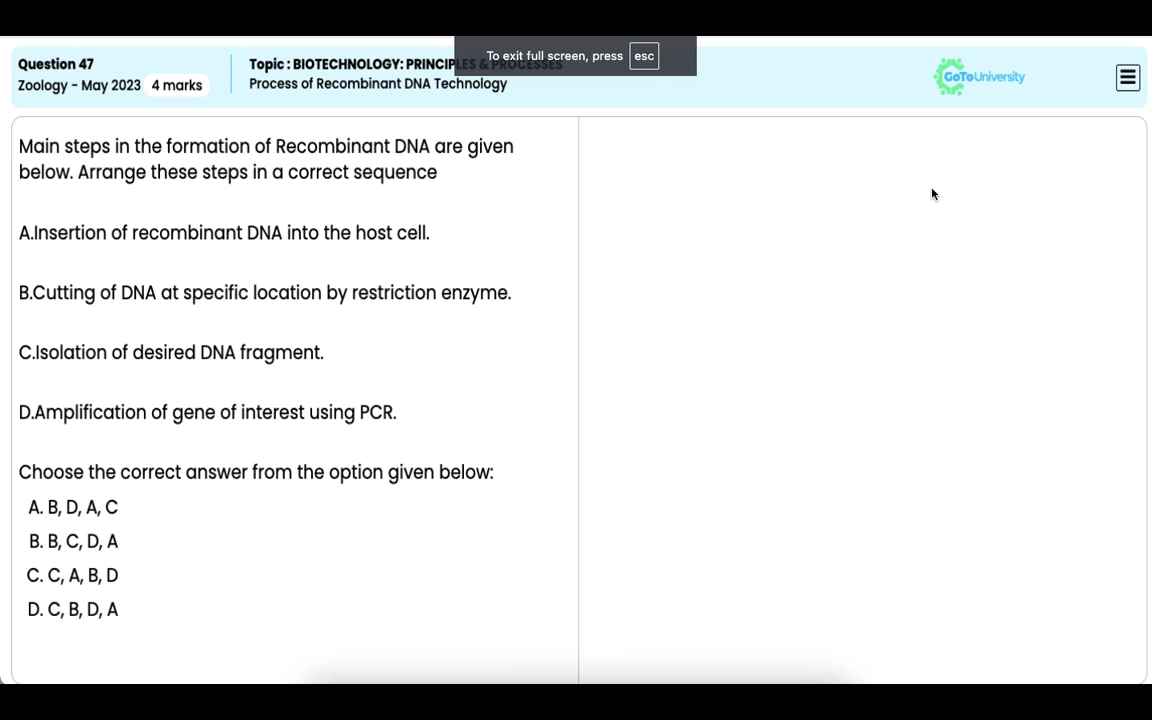 To exit full screen, press esc
Question 47
Topic : BIOTECHNOLOGY: PRINCIPLES & PROCESSES
Zoology - May 2023 4 marks
Process of Recombinant DNA Technology
GoToUniversity
Main steps in the formation of Recombinant DNA are given
below. Arrange these steps in a correct sequence
A.Insertion of recombinant DNA into the host cell.
B.Cutting of DNA at specific location by restriction enzyme.
C.Isolation of desired DNA fragment.
D.Amplification of gene of interest using PCR.
Choose the correct answer from the option given below:
A. B, D, A, C
B. B, C, D, A
C. C, A, B, D
D. C, B, D, A